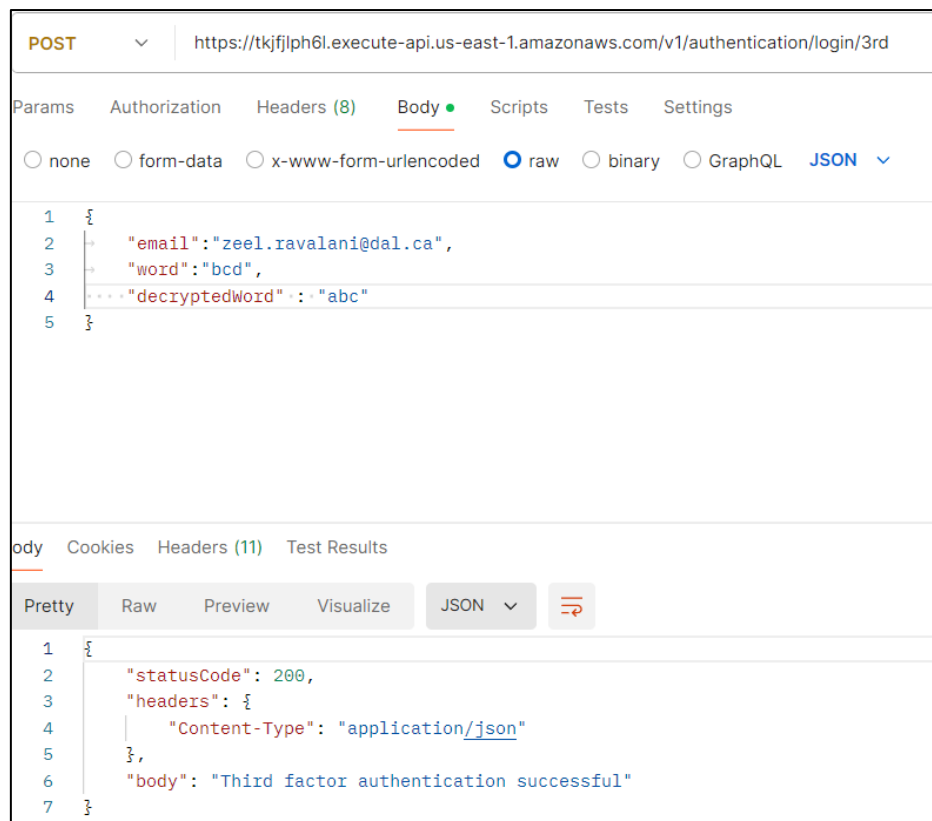 POST https://tkjfjlph6l.execute-api.us-east-1.amazonaws.com/v1/authentication/login/3rd
Params Authorization Headers (8) Body Scripts Tests Settings
none form-data x-www-form-urlencoded raw binary GraphQL JSON
1 {
2 "email":"zeel.ravalani@dal.ca",
3 "word":"bcd",
4 "decryptedWord" : "abc"
5 }
ody Cookies Headers (11) Test Results
Pretty Raw Preview Visualize JSON
1 {
2 "statusCode": 200,
3 "headers": {
4 "Content-Type": "application/json"
5 },
6 "body": "Third factor authentication successful"
7 }